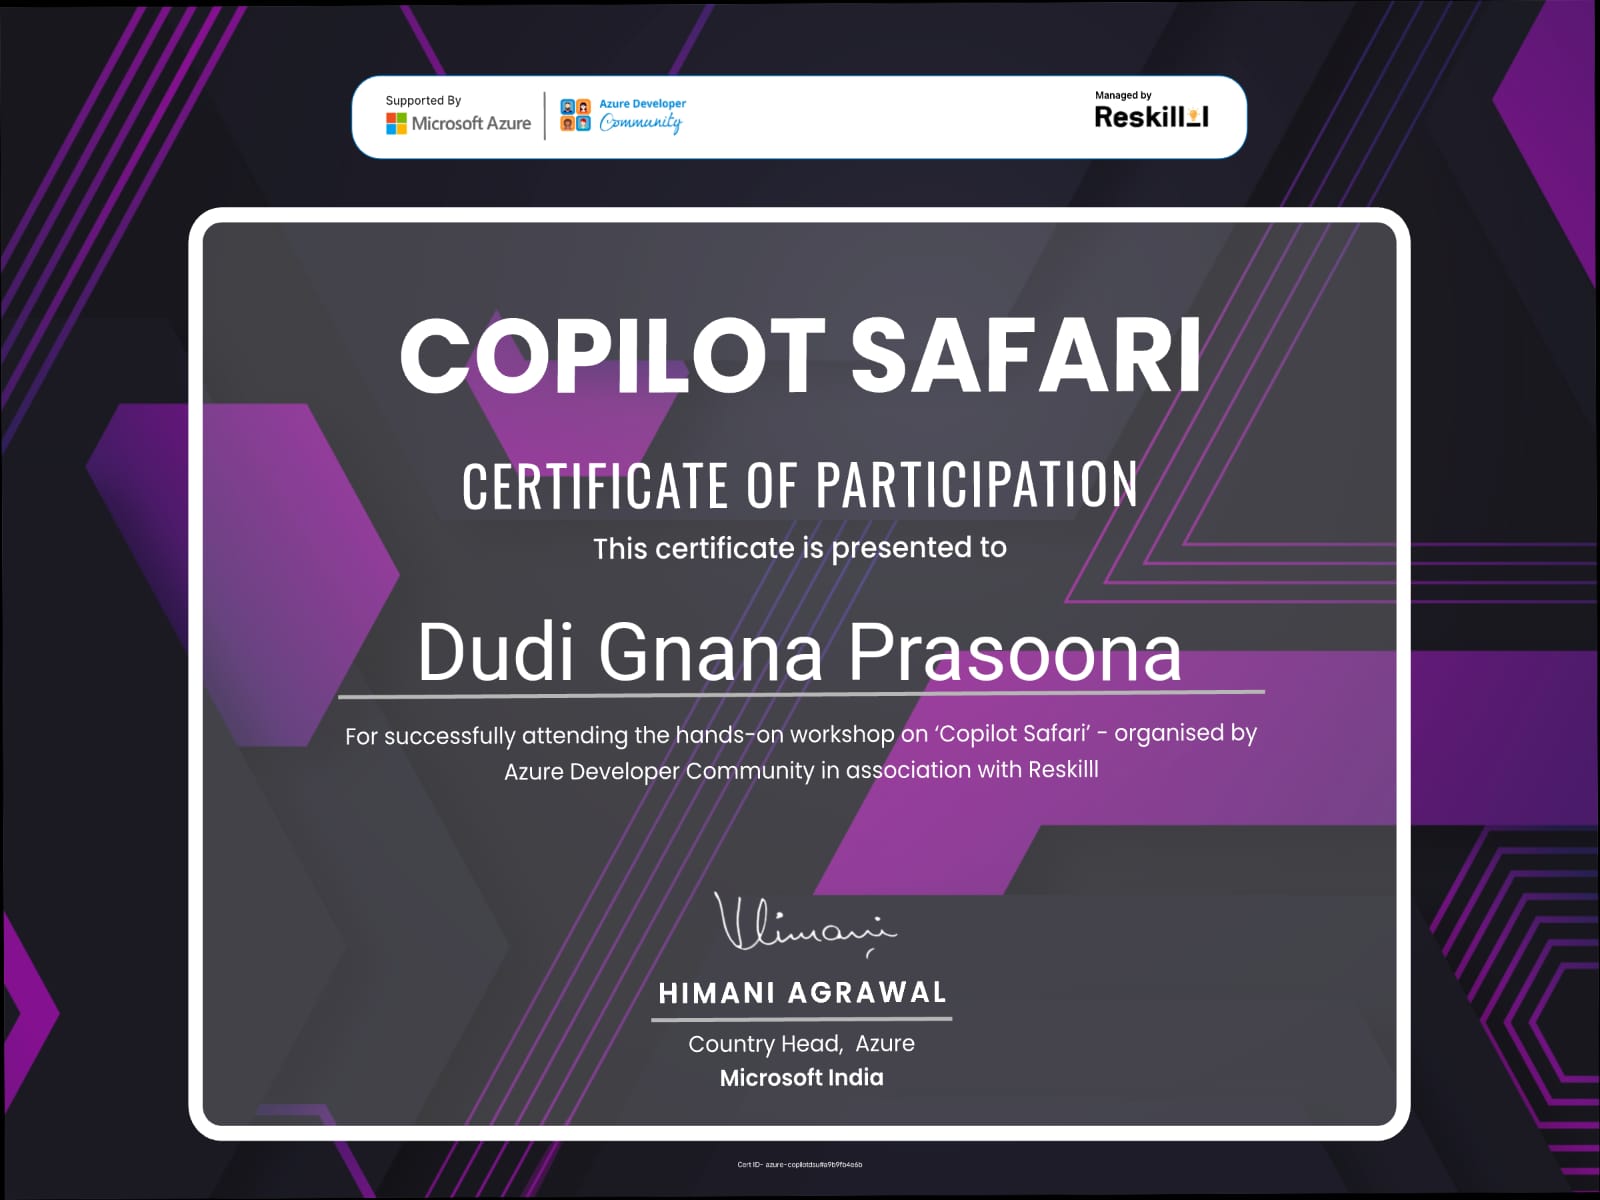 Supported By
Microsoft Azure
Azure Developer
Community
Managed by
Reskilll
COPILOT SAFARI
CERTIFICATE OF PARTICIPATION
This certificate is presented to
Dudi Gnana Prasoona
For successfully attending the hands-on workshop on ‘Copilot Safari’ - organised by
Azure Developer Community in association with Reskilll
Himani
HIMANI AGRAWAL
Country Head, Azure
Microsoft India
Cert ID-